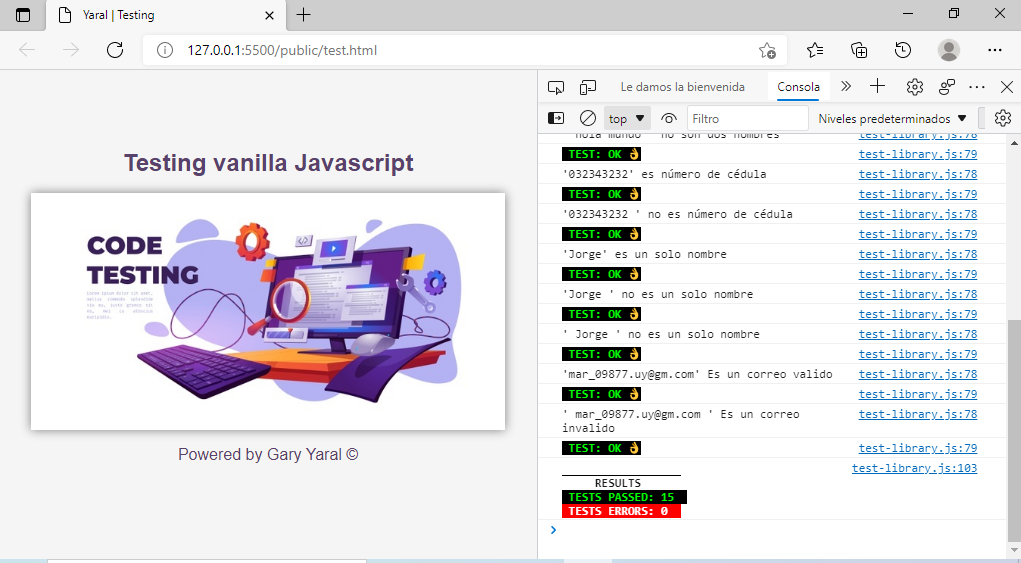 Yaral | Testing
127.0.0.1:5500/public/test.html
Testing vanilla Javascript
CODE
TESTING
Powered by Gary Yaral ©
Le damos la bienvenida
Consola
top
Filtro
Niveles predeterminados
'hola mundo ' no son dos nombres test-library.js:78
TEST: OK 👌 test-library.js:79
'032343232' es número de cédula test-library.js:78
TEST: OK 👌 test-library.js:79
'032343232 ' no es número de cédula test-library.js:78
TEST: OK 👌 test-library.js:79
'Jorge' es un solo nombre test-library.js:78
TEST: OK 👌 test-library.js:79
'Jorge ' no es un solo nombre test-library.js:78
TEST: OK 👌 test-library.js:79
' Jorge ' no es un solo nombre test-library.js:78
TEST: OK 👌 test-library.js:79
'mar_09877.uy@gm.com' Es un correo valido test-library.js:78
TEST: OK 👌 test-library.js:79
' mar_09877.uy@gm.com ' Es un correo test-library.js:78
invalido
TEST: OK 👌 test-library.js:79
test-library.js:103
RESULTS
TESTS PASSED: 15
TESTS ERRORS: 0